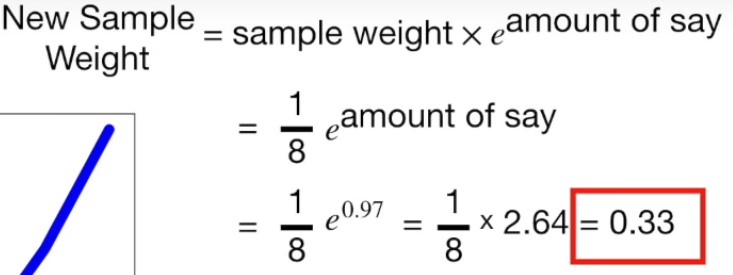 New Sample Weight = sample weight × e^amount of say
= 1/8 e^amount of say
= 1/8 e^0.97 = 1/8 × 2.64 = 0.33